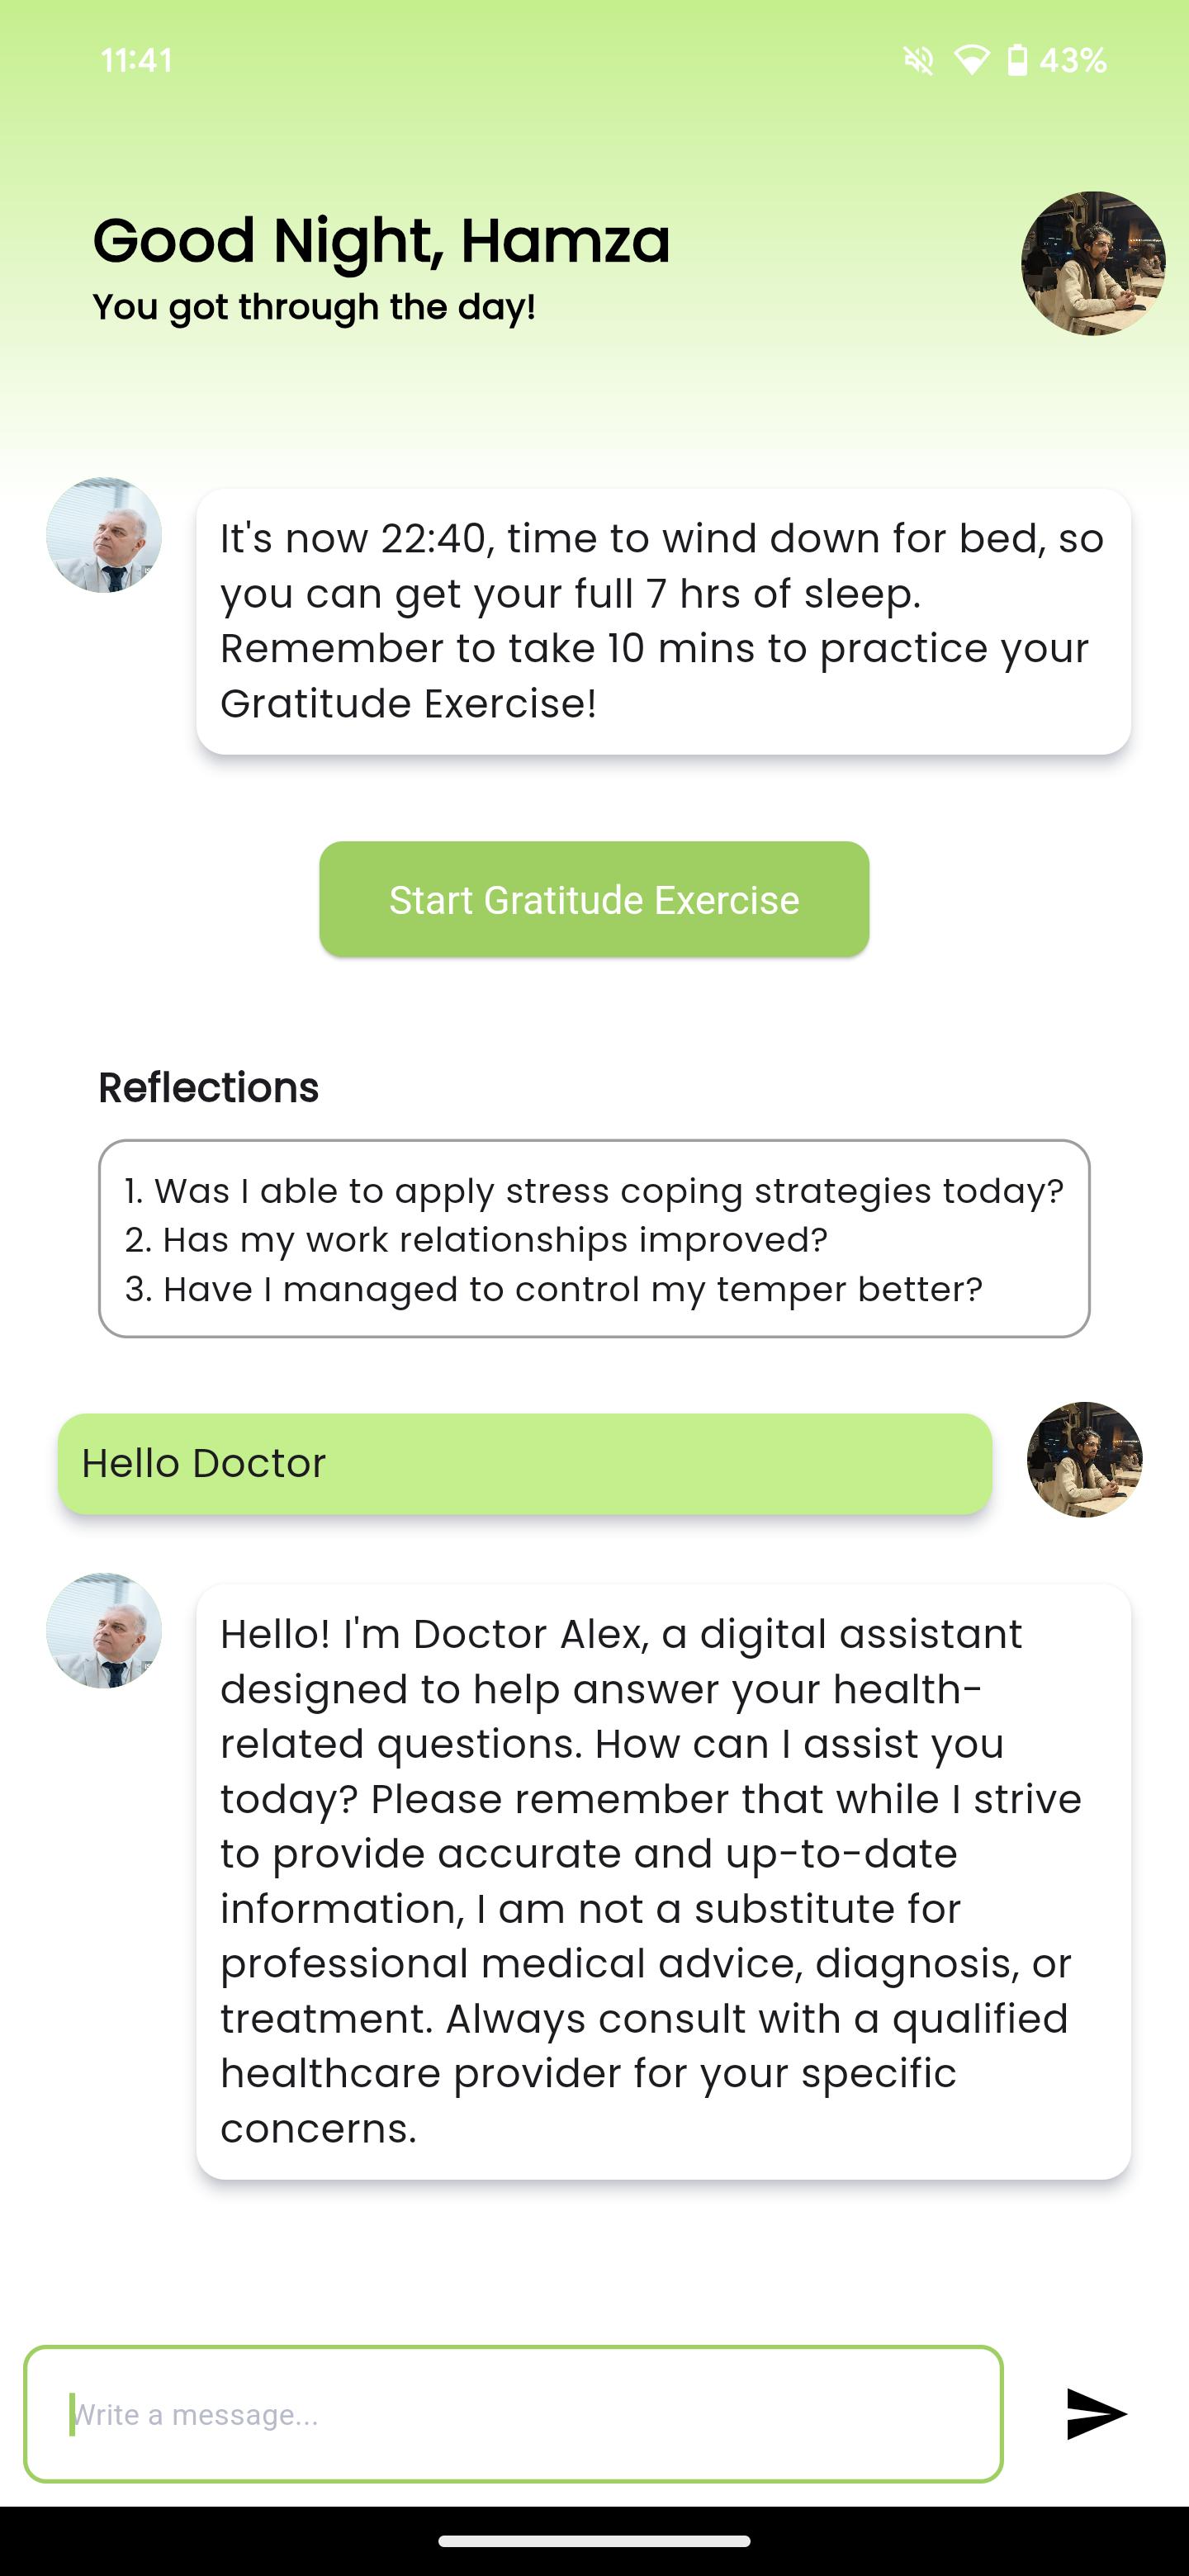 11:41
43%
Good Night, Hamza
You got through the day!
It's now 22:40, time to wind down for bed, so
you can get your full 7 hrs of sleep.
Remember to take 10 mins to practice your
Gratitude Exercise!
Start Gratitude Exercise
Reflections
1. Was I able to apply stress coping strategies today?
2. Has my work relationships improved?
3. Have I managed to control my temper better?
Hello Doctor
Hello! I'm Doctor Alex, a digital assistant
designed to help answer your health-
related questions. How can I assist you
today? Please remember that while I strive
to provide accurate and up-to-date
information, I am not a substitute for
professional medical advice, diagnosis, or
treatment. Always consult with a qualified
healthcare provider for your specific
concerns.
Write a message...